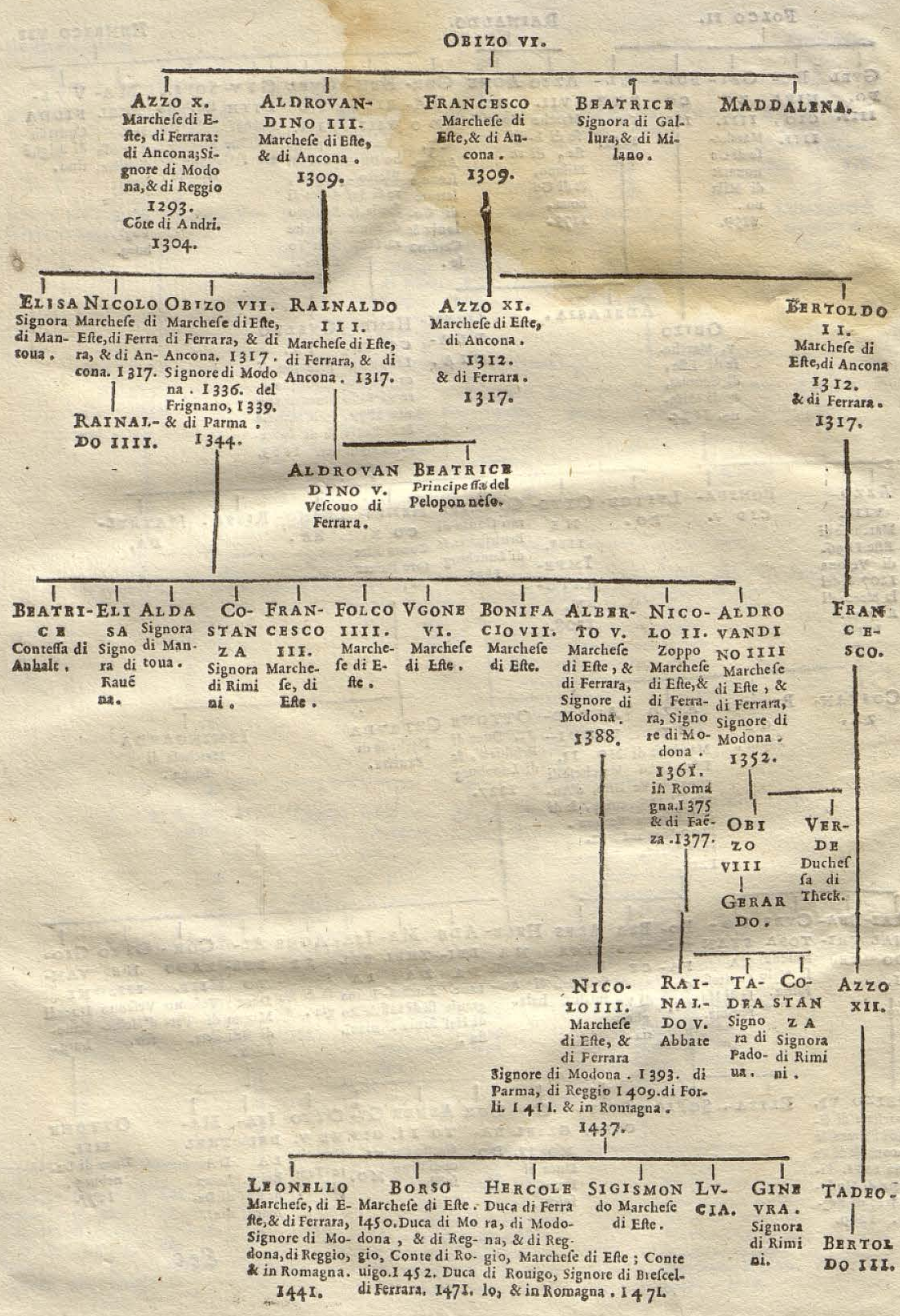 OBIZO VI.
AZZO X.
Marchese di E-
ste, di Ferrara:
di Ancona; Si-
gnore di Modo
na, & di Reggio
1293.
Cōte di Andri.
1304.
ALDROVAN-
DINO III.
Marchese di Este,
& di Ancona .
1309.
FRANCESCO
Marchese di
Este, & di An-
cona .
1309.
BEATRICE
Signora di Gal-
lura, & di Mi-
lano .
MADDALENA.
ELISA
Signora
di Man-
toua .
NICOLO
Marchese di
Este, di Ferra
ra, & di An-
cona. 1317.
RAINAL-
DO IIII.
OBIZO VII.
Marchese di Este,
di Ferrara, & di
Ancona. 1317.
Signore di Modo
na . 1336. del
Frignano, 1339.
& di Parma .
1344.
RAINALDO
III.
Marchese di Este,
di Ferrara, & di
Ancona. 1317.
ALDROVAN
DINO V.
Vescouo di
Ferrara .
BEATRICE
Principessa del
Peloponneso.
AZZO XI.
Marchese di Este,
di Ancona .
1312.
& di Ferrara .
1317.
BERTOLDO
II.
Marchese di
Este, di Ancona
1312.
& di Ferrara .
1317.
BEATRI-
CE
Contessa di
Anhalt .
ELI
SA
Signo
ra di
Rauē
na.
ALDA
Signora
di Man-
toua .
CO-
STAN
ZA
Signora
di Rimi
ni .
FRAN-
CESCO
III.
Marche-
se, di
Este .
FOLCO
IIII.
Marche-
se di E-
ste .
VGONE
VI.
Marchese
di Este .
BONIFA
CIO VII.
Marchese
di Este.
ALBER-
TO V.
Marchese
di Este , &
di Ferrara,
Signore di
Modona .
1388.
NICO-
LO II.
Zoppo
Marchese
di Este, &
di Ferra-
ra, Signo
re di Mo-
dona .
1361.
in Roma
gna. 1375
& di Faē-
za . 1377.
ALDRO
VANDI
NO IIII
Marchese
di Este , &
di Ferrara,
Signore di
Modona .
1352.
OBI
ZO
VIII
GERAR
DO .
VER-
DE
Duches
sa di
Theck.
FRAN
CE-
SCO.
NICO-
LO III.
Marchese
di Este, &
di Ferrara
Signore di Modona . 1393. di
Parma, di Reggio 1409. di For-
li. 1411. & in Romagna .
1437.
RAI-
NAL-
DO V.
Abbate
TA-
DEA
Signo
ra di
Pado-
ua .
CO-
STAN
ZA
Signora
di Rimi
ni .
AZZO
XII.
LEONELLO
Marchese, di E-
ste, & di Ferrara,
Signore di Mo-
dona, di Reggio,
& in Romagna.
1441.
BORSO
Marchese di Este .
1450. Duca di Mo
dona , & di Reg-
gio, Conte di Ro-
uigo. 1452. Duca
di Ferrara. 1471.
HERCOLE
Duca di Ferra
ra, di Modo-
na, & di Reg-
gio, Marchese di Este ; Conte
di Rouigo, Signore di Brescel-
lo, & in Romagna . 1471.
SIGISMON
do Marchese
di Este .
LV-
CIA.
GINE
VRA .
Signora
di Rimi
ni.
TADEO .
BERTOL
DO III.